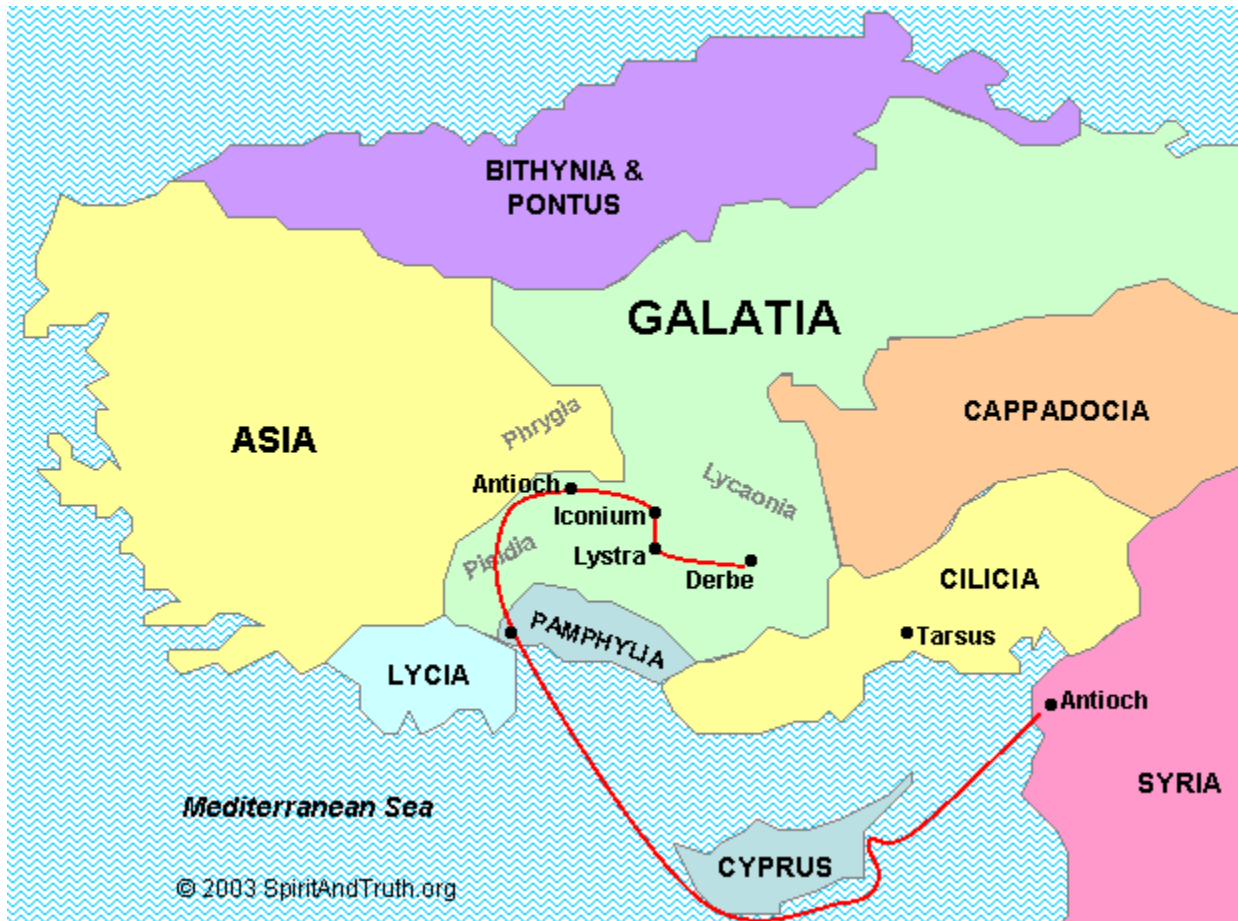 BITHYNIA &
PONTUS
GALATIA
CAPPADOCIA
Phrygia
ASIA
Lycaonia
Antioch
Iconium
Pisidia
Lystra
Derbe
CILICIA
PAMPHYLIA
Tarsus
LYCIA
Antioch
SYRIA
Mediterranean Sea
CYPRUS
© 2003 SpiritAndTruth.org